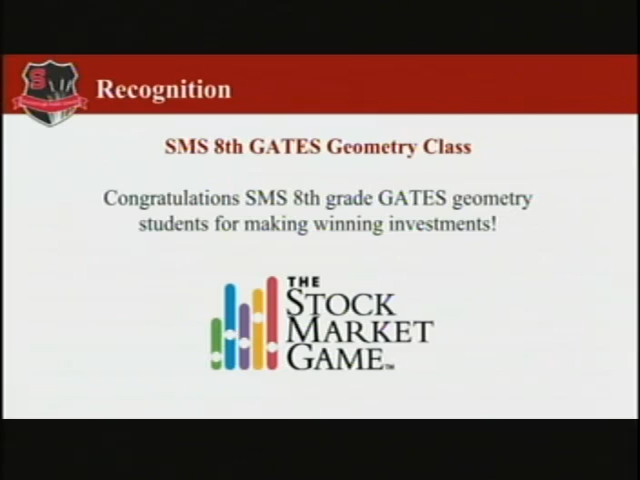 S
Recognition
SMS 8th GATES Geometry Class
Congratulations SMS 8th grade GATES geometry
students for making winning investments!
THE
STOCK
MARKET
GAME™